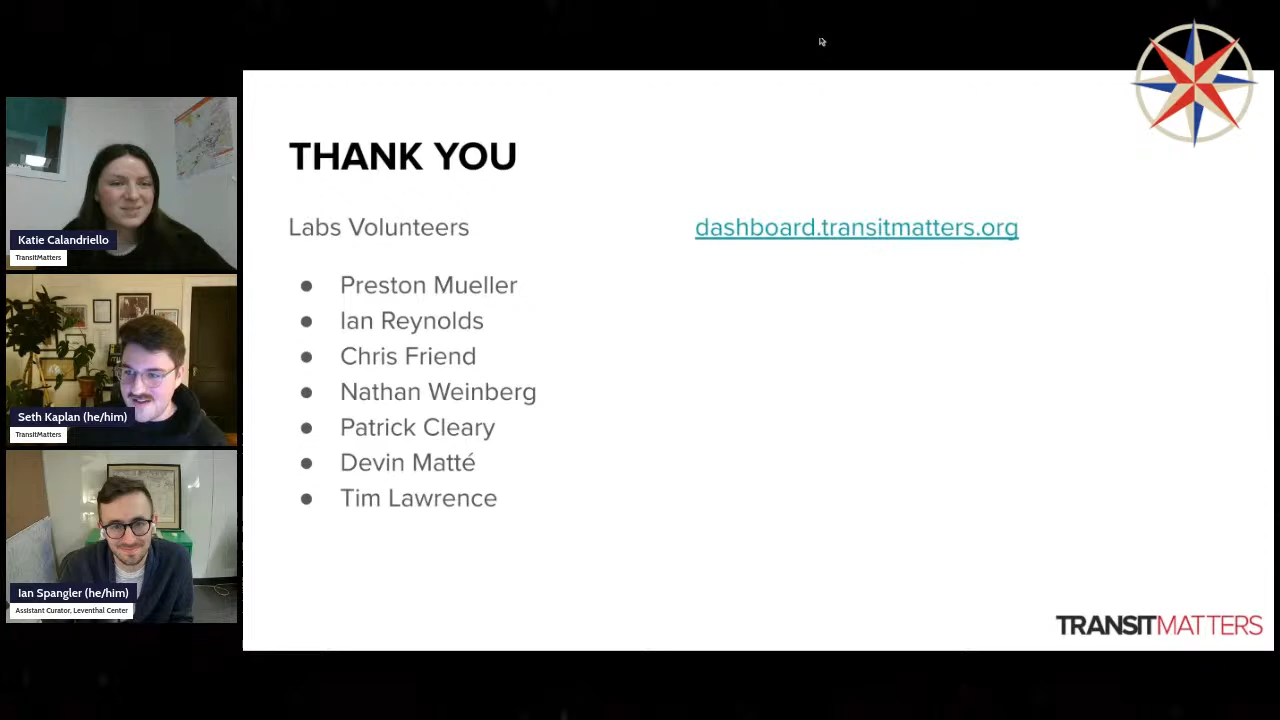 THANK YOU
Labs Volunteers
dashboard.transitmatters.org
● Preston Mueller
● Ian Reynolds
● Chris Friend
● Nathan Weinberg
● Patrick Cleary
● Devin Matté
● Tim Lawrence
TRANSITMATTERS
Katie Calandriello
TransitMatters
Seth Kaplan (he/him)
TransitMatters
Ian Spangler (he/him)
Assistant Curator, Leventhal Center